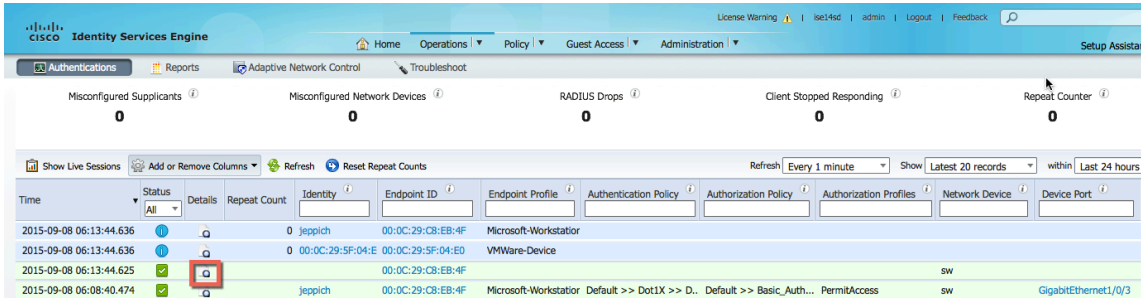 License Warning | ise14sd | admin | Logout | Feedback
CISCO Identity Services Engine
Home Operations Policy Guest Access Administration
Setup Assista
Authentications Reports Adaptive Network Control Troubleshoot
Misconfigured Supplicants Misconfigured Network Devices RADIUS Drops Client Stopped Responding Repeat Counter
0 0 0 0 0
Show Live Sessions Add or Remove Columns Refresh Reset Repeat Counts Refresh Every 1 minute Show Latest 20 records within Last 24 hours
Time Status Details Repeat Count Identity Endpoint ID Endpoint Profile Authentication Policy Authorization Policy Authorization Profiles Network Device Device Port
All
2015-09-08 06:13:44.636 0 jeppich 00:0C:29:C8:EB:4F Microsoft-Workstation
2015-09-08 06:13:44.636 0 00:0C:29:5F:04:E 00:0C:29:5F:04:E0 VMWare-Device
2015-09-08 06:13:44.625 00:0C:29:C8:EB:4F sw
2015-09-08 06:08:40.474 jeppich 00:0C:29:C8:EB:4F Microsoft-Workstation Default >> Dot1X >> D.. Default >> Basic_Auth... PermitAccess sw GigabitEthernet1/0/3